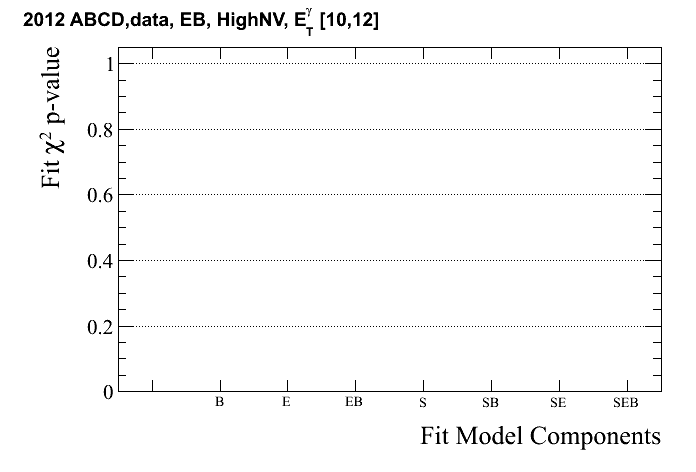 2012 ABCD,data, EB, HighNV, E_T^γ [10,12]
Fit χ² p-value
1
0.8
0.6
0.4
0.2
0
B E EB S SB SE SEB
Fit Model Components